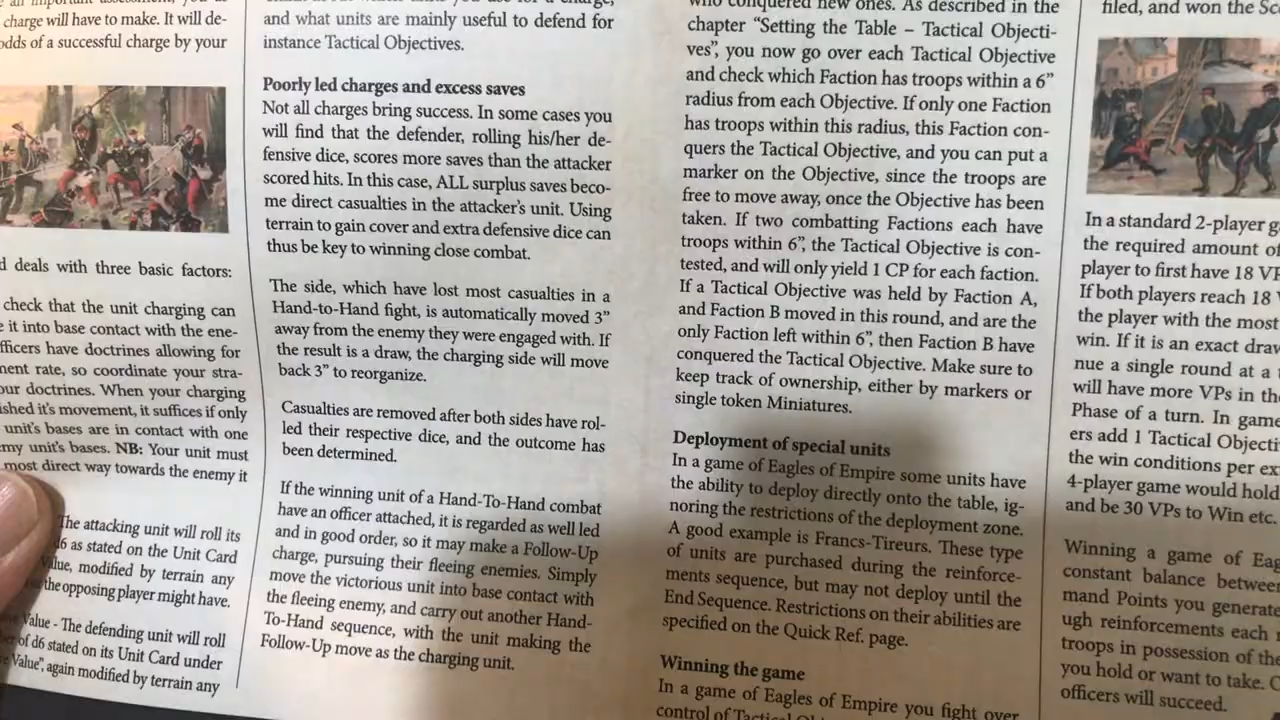 charge will have to make. It will de-
odds of a successful charge by your
d deals with three basic factors:
check that the unit charging can
it into base contact with the ene-
fficers have doctrines allowing for
ment rate, so coordinate your stra-
our doctrines. When your charging
ished it's movement, it suffices if only
unit's bases are in contact with one
my unit's bases. NB: Your unit must
most direct way towards the enemy it
The attacking unit will roll its
d6 as stated on the Unit Card
Value, modified by terrain any
the opposing player might have.
Value - The defending unit will roll
of d6 stated on its Unit Card under
Value", again modified by terrain any
and what units are mainly useful to defend for
instance Tactical Objectives.
Poorly led charges and excess saves
Not all charges bring success. In some cases you
will find that the defender, rolling his/her de-
fensive dice, scores more saves than the attacker
scored hits. In this case, ALL surplus saves beco-
me direct casualties in the attacker's unit. Using
terrain to gain cover and extra defensive dice can
thus be key to winning close combat.
The side, which have lost most casualties in a
Hand-to-Hand fight, is automatically moved 3"
away from the enemy they were engaged with. If
the result is a draw, the charging side will move
back 3" to reorganize.
Casualties are removed after both sides have rol-
led their respective dice, and the outcome has
been determined.
If the winning unit of a Hand-To-Hand combat
have an officer attached, it is regarded as well led
and in good order, so it may make a Follow-Up
charge, pursuing their fleeing enemies. Simply
move the victorious unit into base contact with
the fleeing enemy, and carry out another Hand-
To-Hand sequence, with the unit making the
Follow-Up move as the charging unit.
who conquered new ones. As described in the
chapter "Setting the Table – Tactical Objecti-
ves", you now go over each Tactical Objective
and check which Faction has troops within a 6"
radius from each Objective. If only one Faction
has troops within this radius, this Faction con-
quers the Tactical Objective, and you can put a
marker on the Objective, since the troops are
free to move away, once the Objective has been
taken. If two combatting Factions each have
troops within 6", the Tactical Objective is con-
tested, and will only yield 1 CP for each faction.
If a Tactical Objective was held by Faction A,
and Faction B moved in this round, and are the
only Faction left within 6", then Faction B have
conquered the Tactical Objective. Make sure to
keep track of ownership, either by markers or
single token Miniatures.
Deployment of special units
In a game of Eagles of Empire some units have
the ability to deploy directly onto the table, ig-
noring the restrictions of the deployment zone.
A good example is Francs-Tireurs. These type
of units are purchased during the reinforce-
ments sequence, but may not deploy until the
End Sequence. Restrictions on their abilities are
specified on the Quick Ref. page.
Winning the game
In a game of Eagles of Empire you fight over
control of
filed, and won the
In a standard 2-player
the required amount of
player to first have 18
If both players reach 18
the player with the most
win. If it is an exact
nue a single round at a
will have more VPs in the
Phase of a turn. In
ers add 1 Tactical
the win conditions per
4-player game would hold
and be 30 VPs to Win etc.
Winning a game of
constant balance between
mand Points you generate
ugh reinforcements each
troops in possession of
you hold or want to take.
officers will succeed.